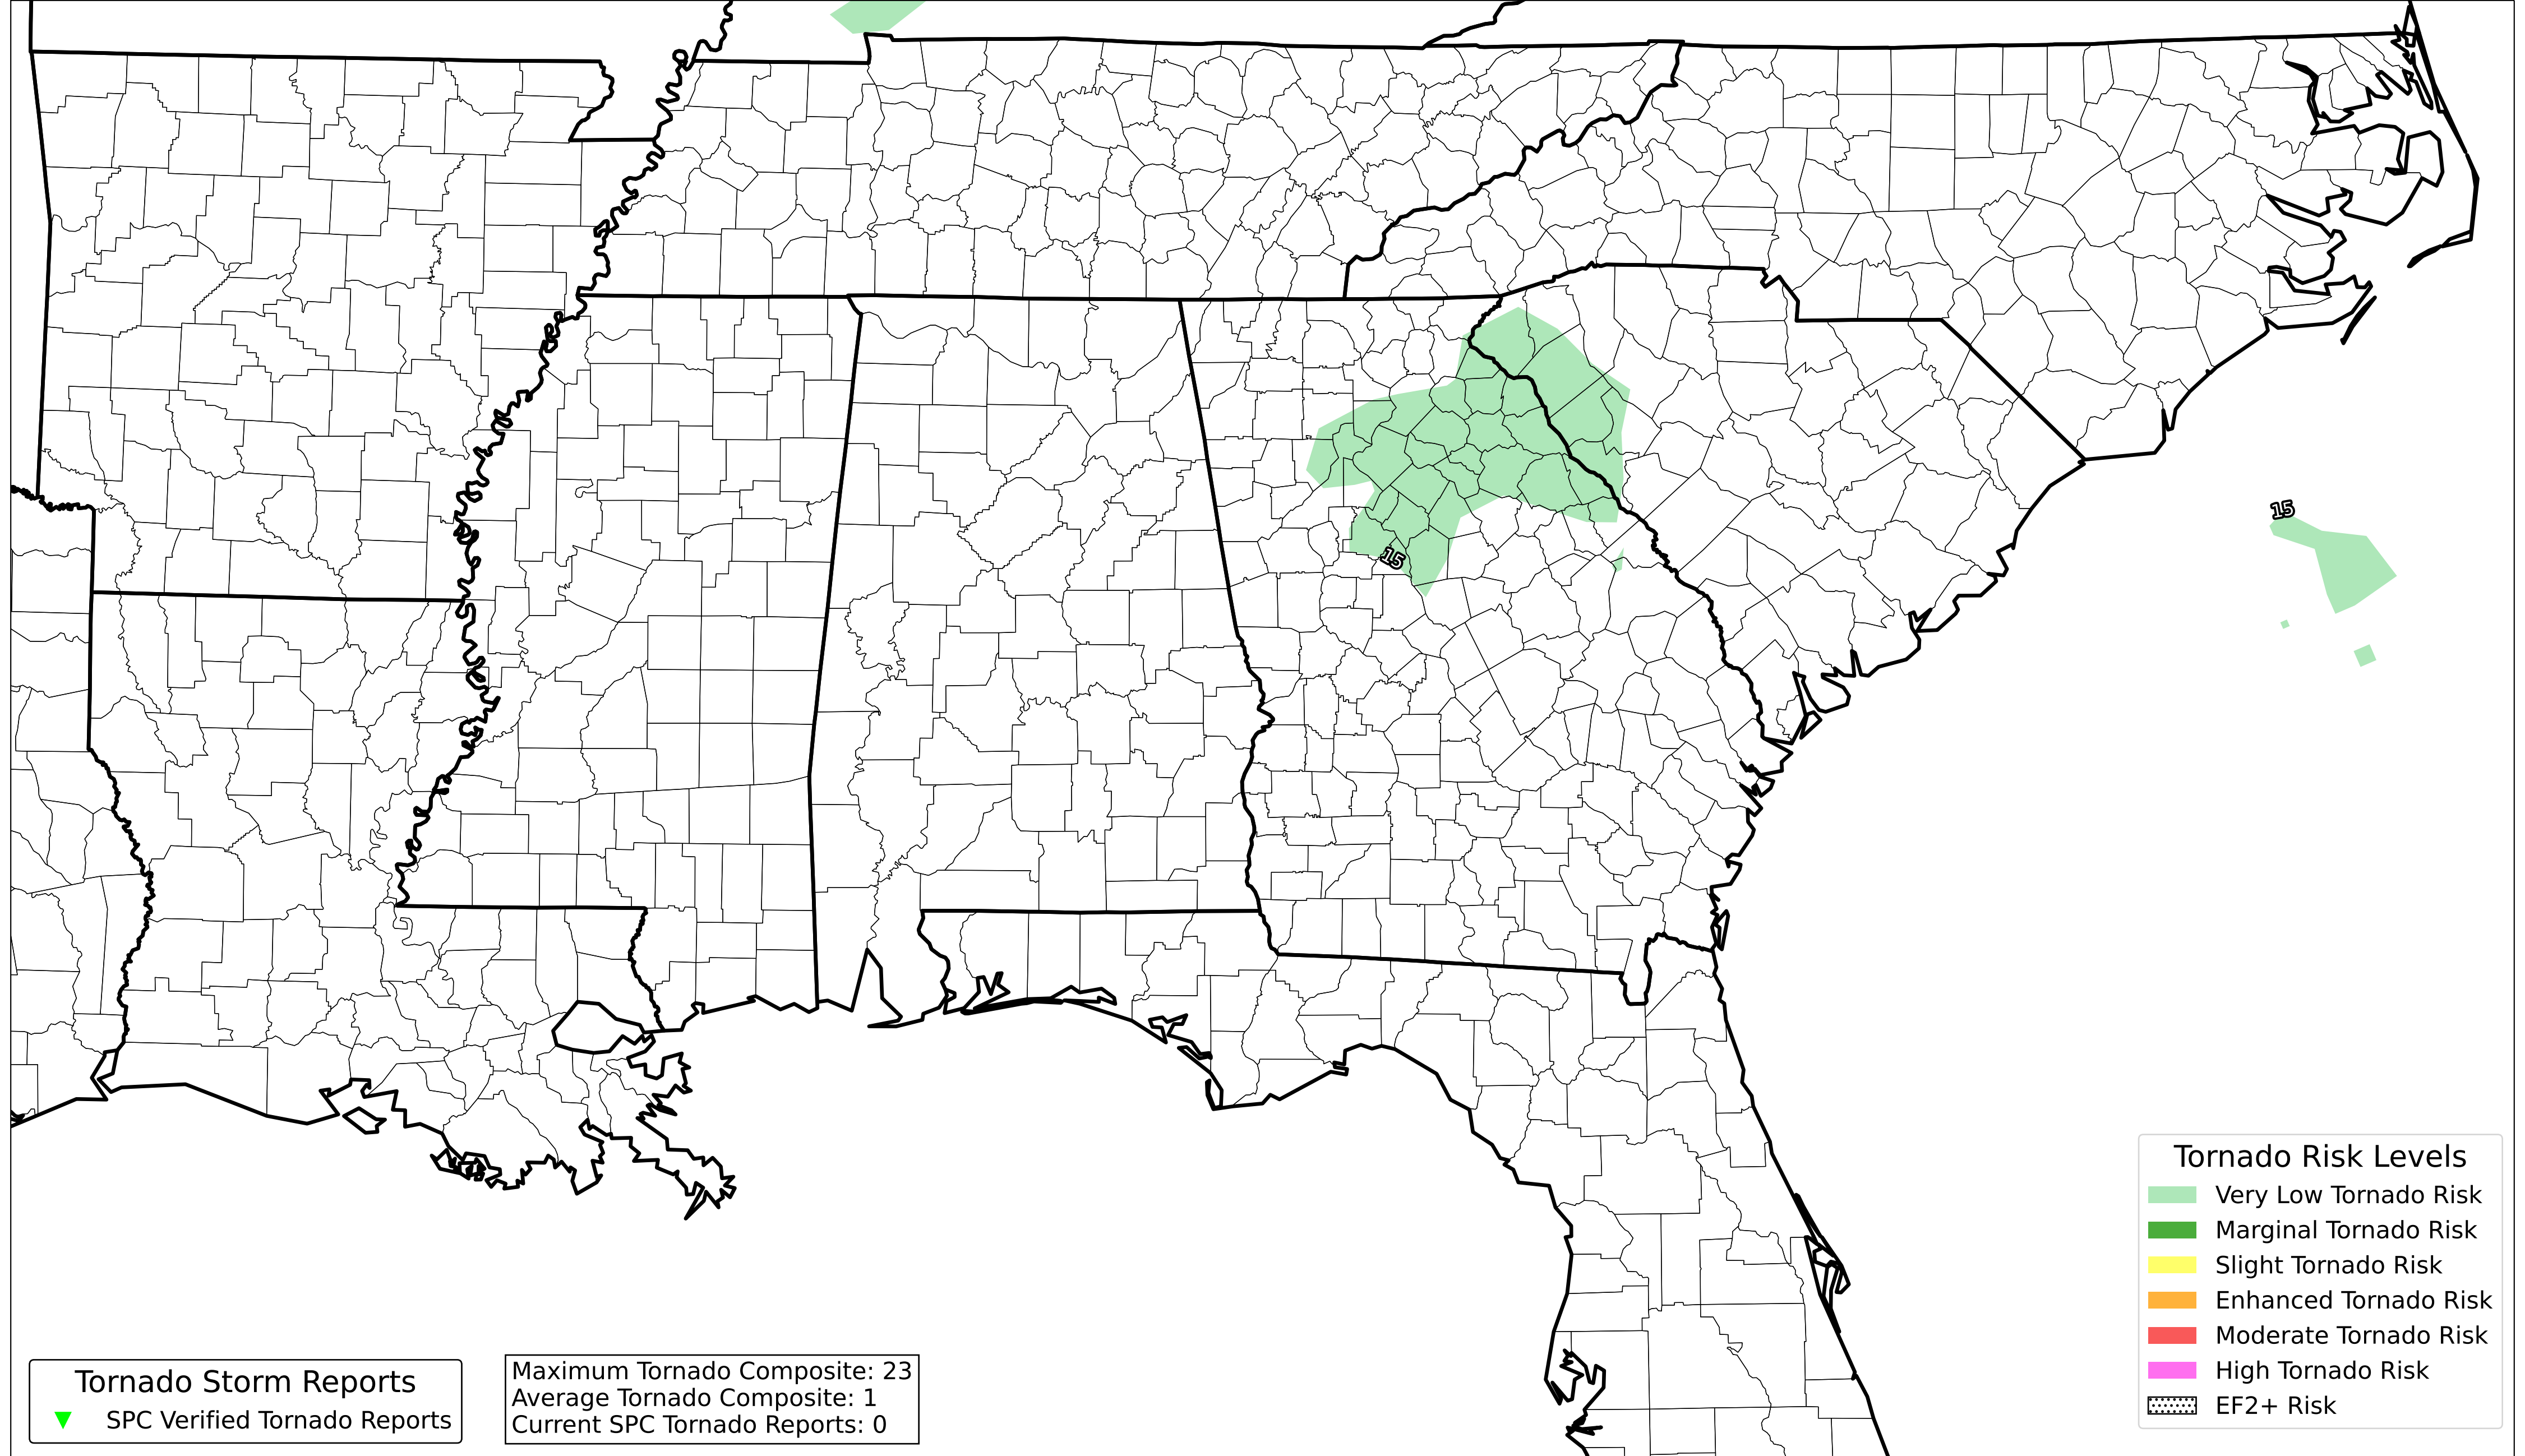 15
15
Tornado Risk Levels
Very Low Tornado Risk
Marginal Tornado Risk
Slight Tornado Risk
Enhanced Tornado Risk
Moderate Tornado Risk
High Tornado Risk
EF2+ Risk
Tornado Storm Reports
SPC Verified Tornado Reports
Maximum Tornado Composite: 23
Average Tornado Composite: 1
Current SPC Tornado Reports: 0